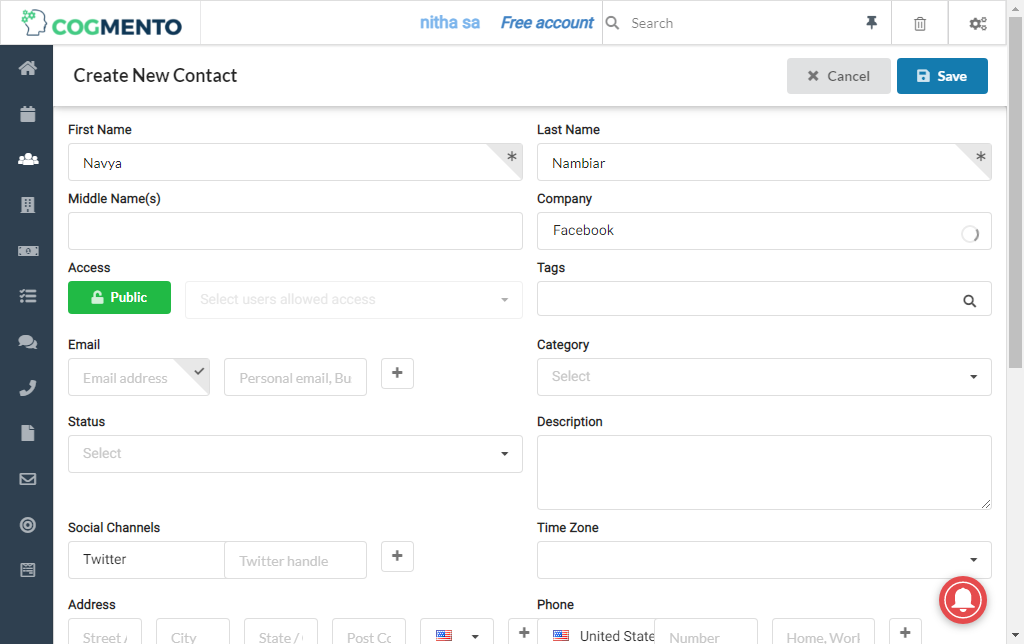 COGMENTO
nitha sa Free account Search
Create New Contact Cancel Save
First Name Last Name
Navya * Nambiar *
Middle Name(s) Company
Facebook
Access Tags
Public Select users allowed access
Email Category
Email address Personal email, Bu + Select
Status Description
Select
Social Channels Time Zone
Twitter Twitter handle +
Address Phone
Street / City State / Post Co + United State Number Home, Work +